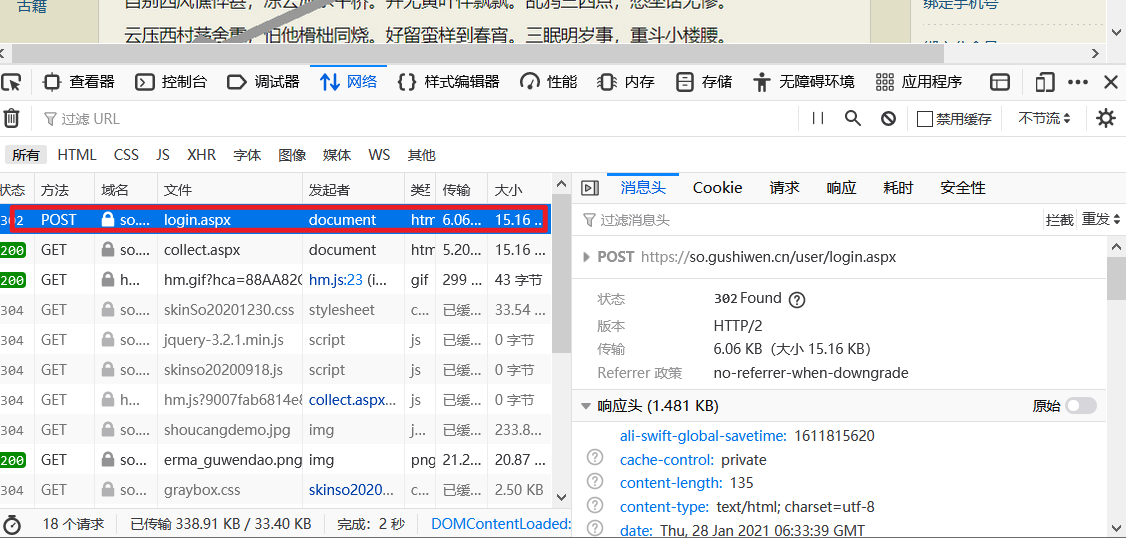 古籍
绑定手机号
云压西村茅舍重，怕他榾柮同烧。好留蛮样到春宵。三眠明岁事，重斗小楼腰。
查看器 控制台 调试器 网络 样式编辑器 性能 内存 存储 无障碍环境 应用程序
过滤 URL 禁用缓存 不节流
所有 HTML CSS JS XHR 字体 图像 媒体 WS 其他
状态 方法 域名 文件 发起者 类型 传输 大小
302 POST so.... login.aspx document htm 6.06... 15.16 ...
200 GET so.... collect.aspx document htm 5.20... 15.16 ...
200 GET h... hm.gif?hca=88AA82C hm.js:23 (i... gif 299 ... 43 字节
304 GET so.... skinSo20201230.css stylesheet c... 已缓... 33.54 ...
304 GET so.... jquery-3.2.1.min.js script js 已缓... 0 字节
304 GET so.... skinso20200918.js script js 已缓... 0 字节
304 GET h... hm.js?9007fab6814e8 collect.aspx... js 已缓... 0 字节
304 GET so.... shoucangdemo.jpg img j... 已缓... 233.8...
200 GET so.... erma_guwendao.png img png 21.2... 20.87 ...
304 GET so.... graybox.css skinso2020... c... 已缓... 2.50 KB
18 个请求 已传输 338.91 KB / 33.40 KB 完成：2 秒 DOMContentLoaded:
消息头 Cookie 请求 响应 耗时 安全性
过滤消息头 拦截 重发
POST https://so.gushiwen.cn/user/login.aspx
状态 302 Found
版本 HTTP/2
传输 6.06 KB（大小 15.16 KB）
Referrer 政策 no-referrer-when-downgrade
响应头 (1.481 KB) 原始
ali-swift-global-savetime: 1611815620
cache-control: private
content-length: 135
content-type: text/html; charset=utf-8
date: Thu, 28 Jan 2021 06:33:39 GMT